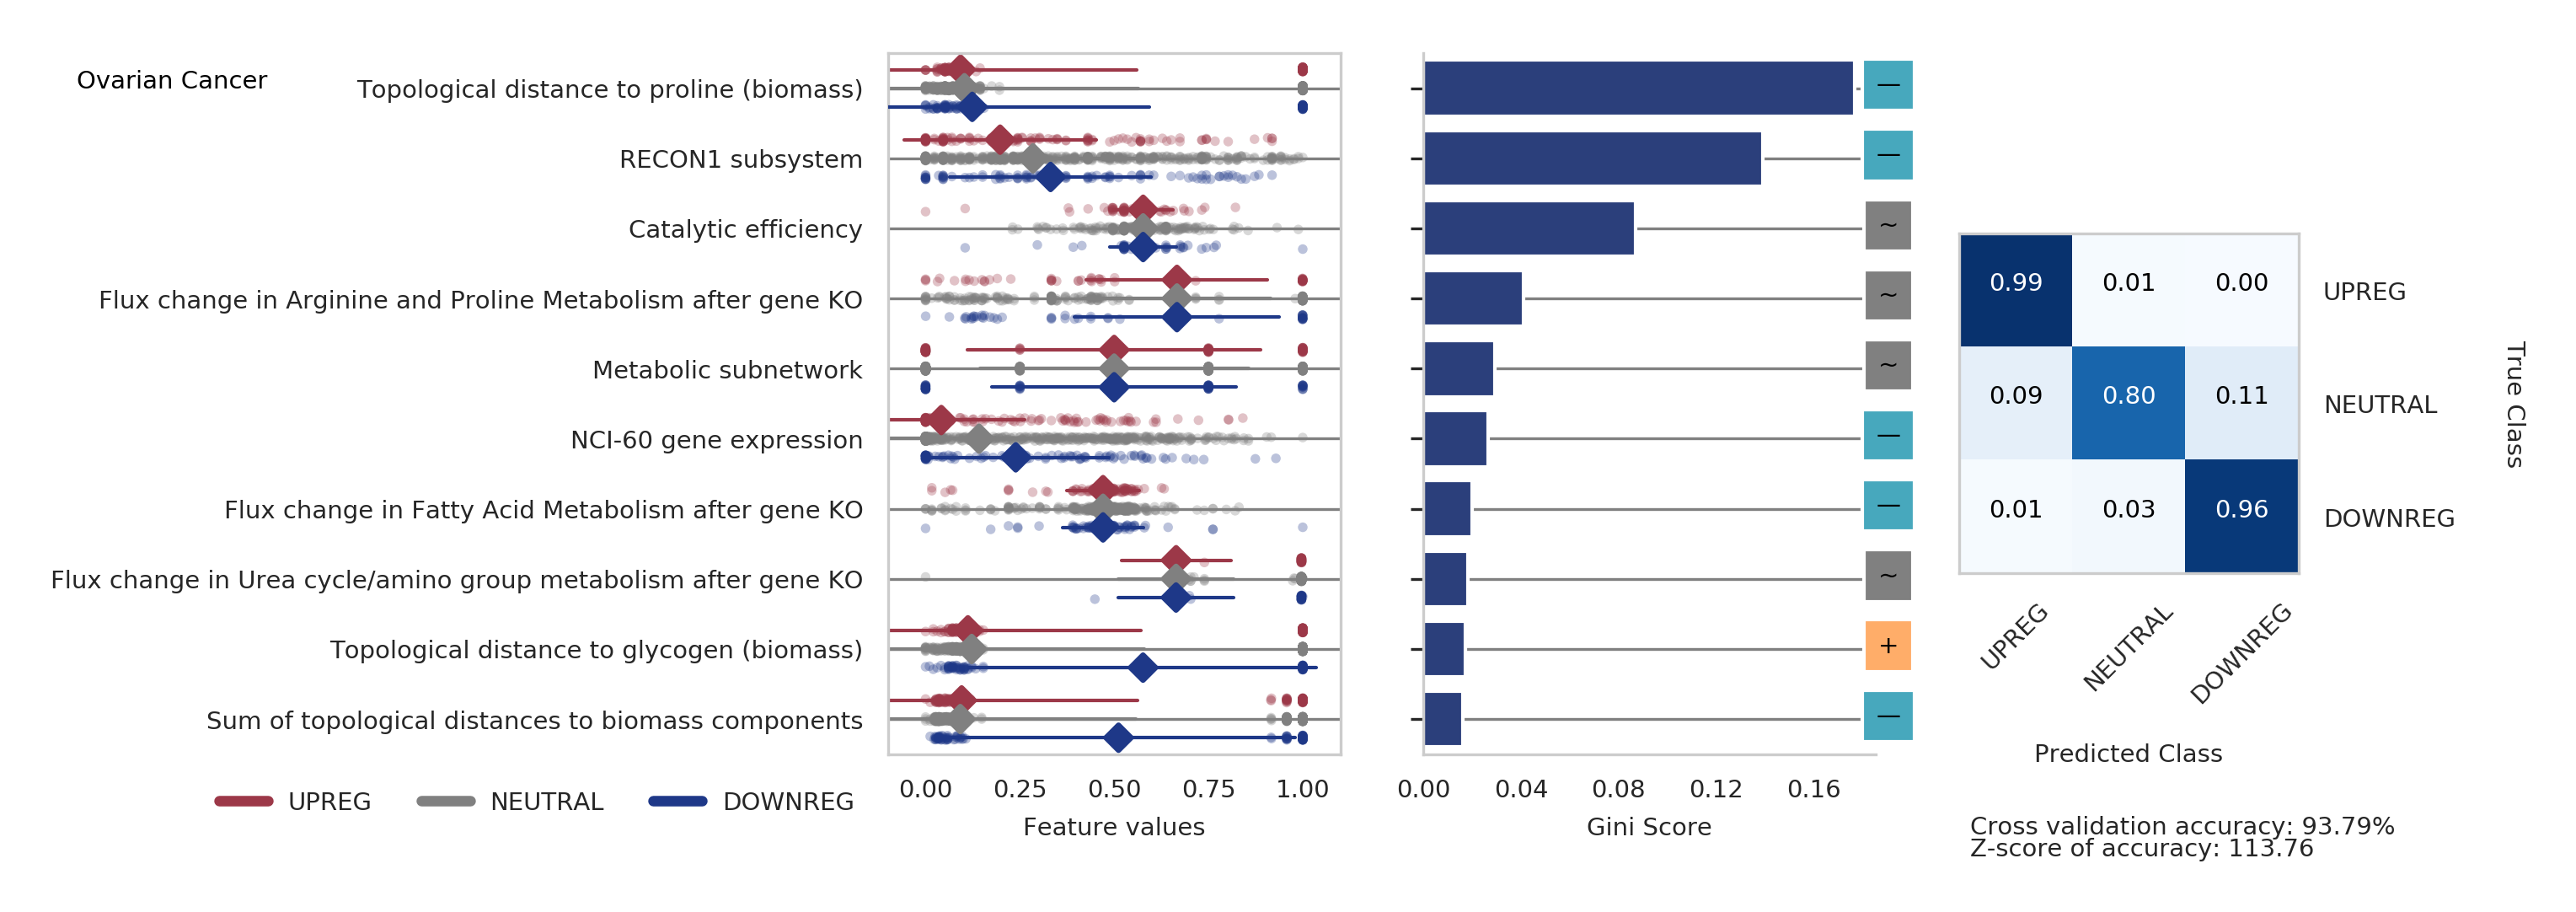 Ovarian Cancer
Topological distance to proline (biomass)
RECON1 subsystem
Catalytic efficiency
Flux change in Arginine and Proline Metabolism after gene KO
Metabolic subnetwork
NCI-60 gene expression
Flux change in Fatty Acid Metabolism after gene KO
Flux change in Urea cycle/amino group metabolism after gene KO
Topological distance to glycogen (biomass)
Sum of topological distances to biomass components
UPREG NEUTRAL DOWNREG
0.00 0.25 0.50 0.75 1.00
Feature values
— 
—
~
~
~
—
—
~
+
—
0.00 0.04 0.08 0.12 0.16
Gini Score
0.99 0.01 0.00 UPREG
0.09 0.80 0.11 NEUTRAL
0.01 0.03 0.96 DOWNREG
True Class
UPREG NEUTRAL DOWNREG
Predicted Class
Cross validation accuracy: 93.79%
Z-score of accuracy: 113.76